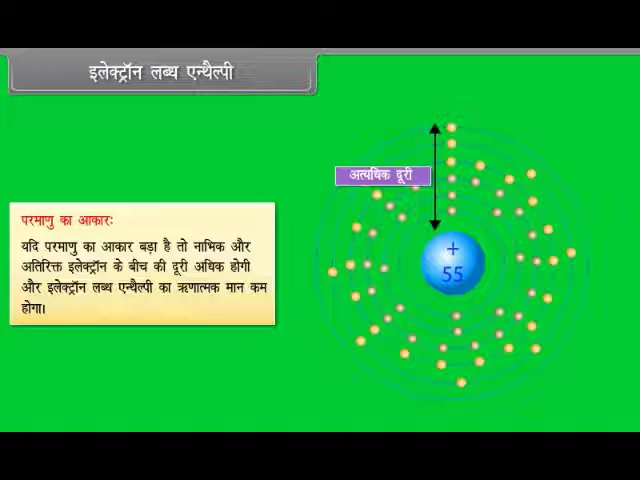 इलेक्ट्रॉन लब्ध एन्थैल्पी
अत्यधिक दूरी
परमाणु का आकारः
यदि परमाणु का आकार बड़ा है तो नाभिक और
अतिरिक्त इलेक्ट्रॉन के बीच की दूरी अधिक होगी
और इलेक्ट्रॉन लब्ध एन्थैल्पी का ऋणात्मक मान कम
होगा।
+
55